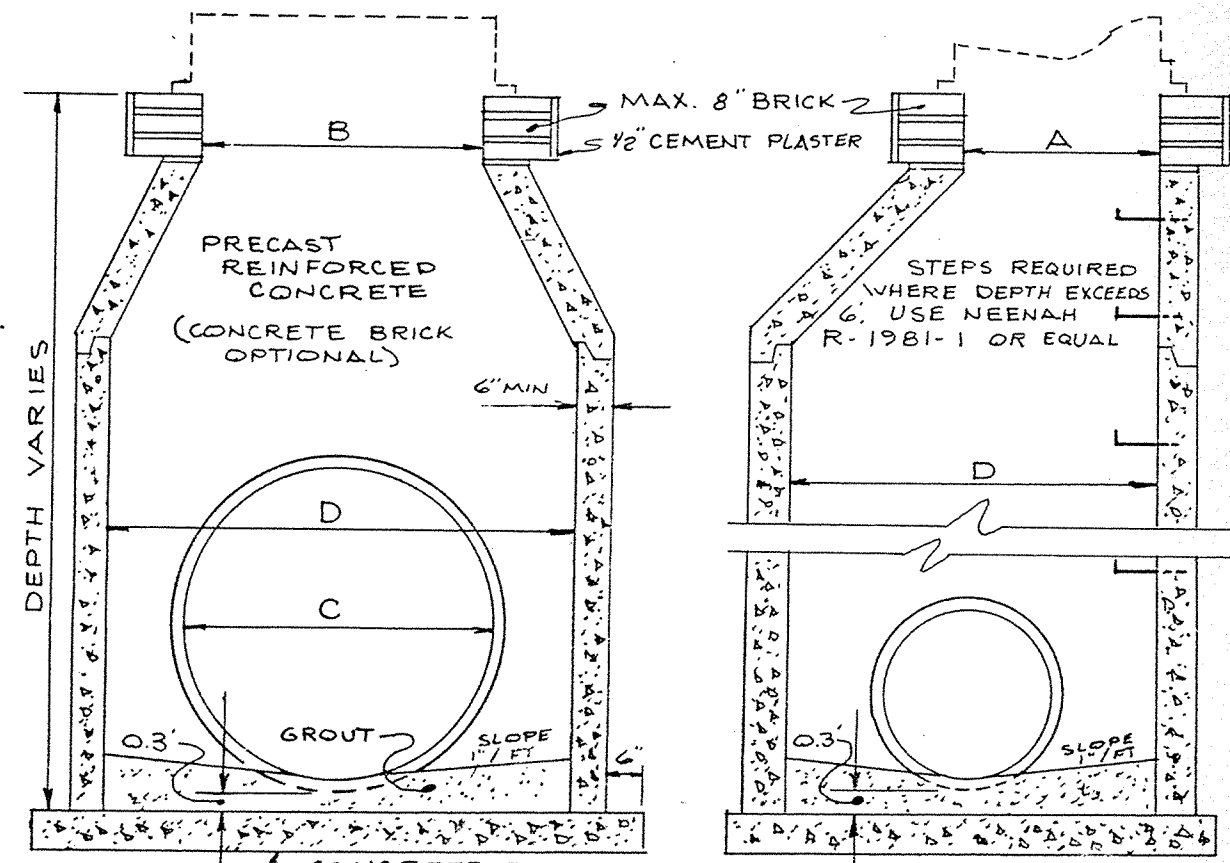 MAX. 8" BRICK
1/2" CEMENT PLASTER
B
A
PRECAST
REINFORCED
CONCRETE
(CONCRETE BRICK
OPTIONAL)
STEPS REQUIRED
WHERE DEPTH EXCEEDS
6'. USE NEENAH
R-1981-1 OR EQUAL
DEPTH VARIES
6" MIN
D
D
C
0.3'
GROUT
SLOPE
1"/FT
6"
0.3'
SLOPE
1"/FT
CONCRETE